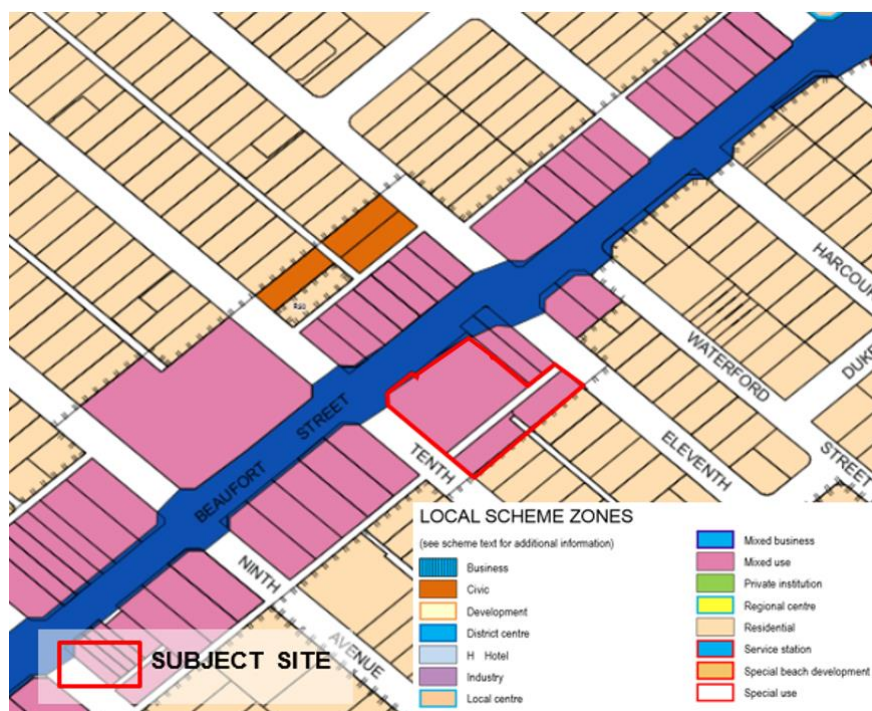 HARCOUR
WATERFORD
DUKE
STREET
ELEVENTH
TENTH
BEAUFORT STREET
NINTH
AVENUE
LOCAL SCHEME ZONES
(see scheme text for additional information)
Business
Civic
Development
District centre
H Hotel
Industry
Local centre
Mixed business
Mixed use
Private institution
Regional centre
Residential
Service station
Special beach development
Special use
SUBJECT SITE